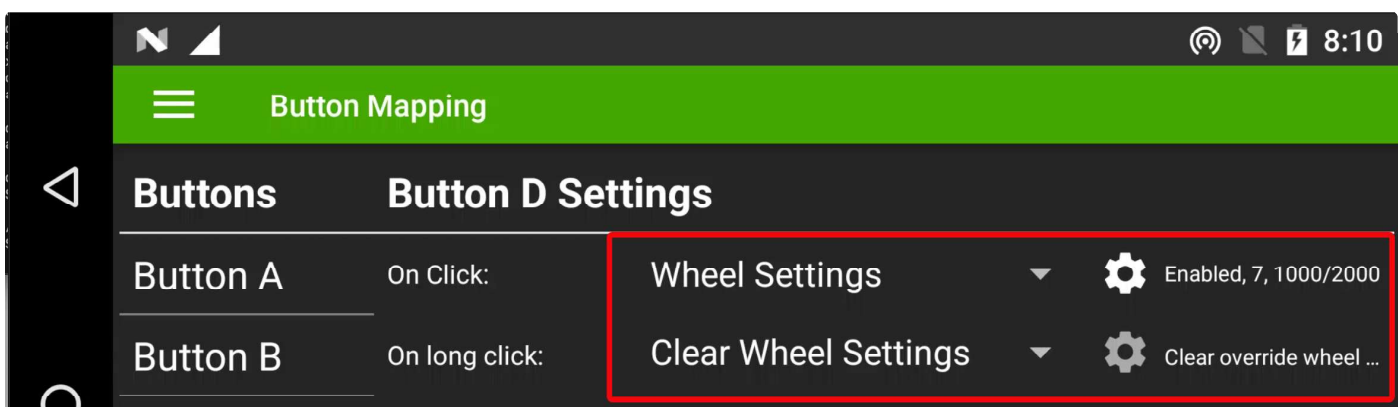 8:10
Button Mapping
Buttons
Button D Settings
Button A
On Click:
Wheel Settings
Enabled, 7, 1000/2000
Button B
On long click:
Clear Wheel Settings
Clear override wheel ...